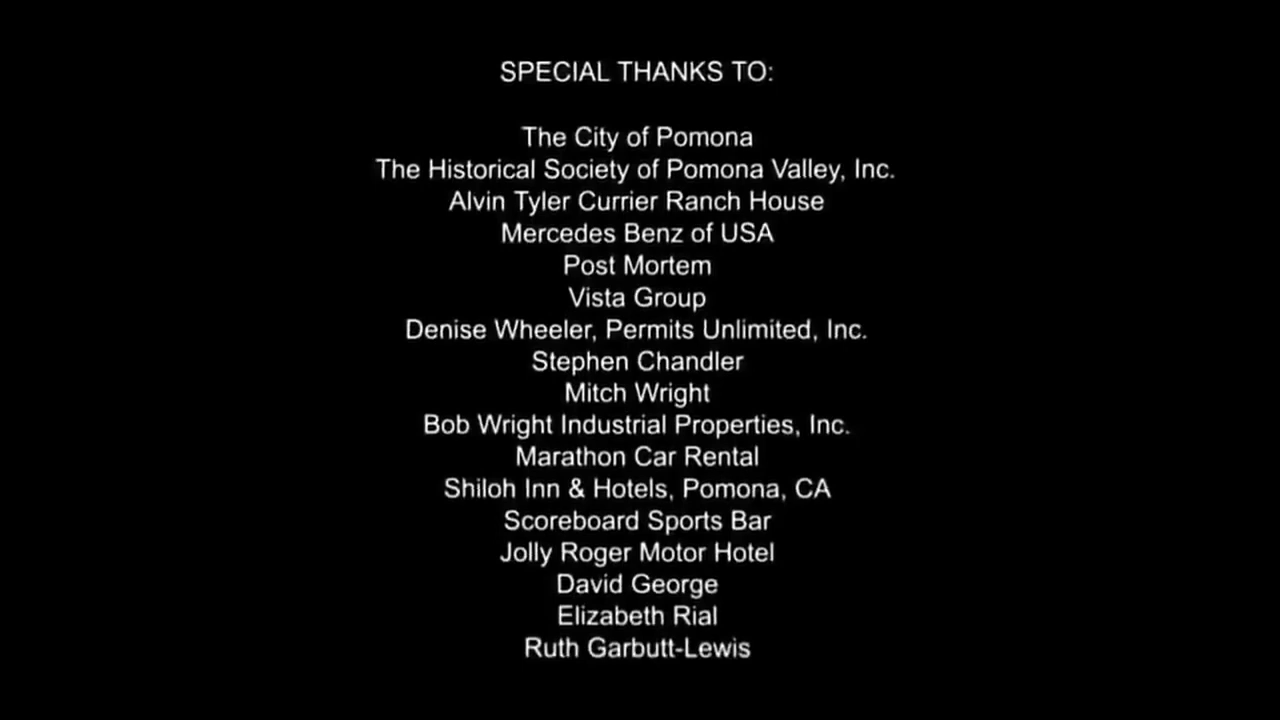 SPECIAL THANKS TO:
The City of Pomona
The Historical Society of Pomona Valley, Inc.
Alvin Tyler Currier Ranch House
Mercedes Benz of USA
Post Mortem
Vista Group
Denise Wheeler, Permits Unlimited, Inc.
Stephen Chandler
Mitch Wright
Bob Wright Industrial Properties, Inc.
Marathon Car Rental
Shiloh Inn & Hotels, Pomona, CA
Scoreboard Sports Bar
Jolly Roger Motor Hotel
David George
Elizabeth Rial
Ruth Garbutt-Lewis